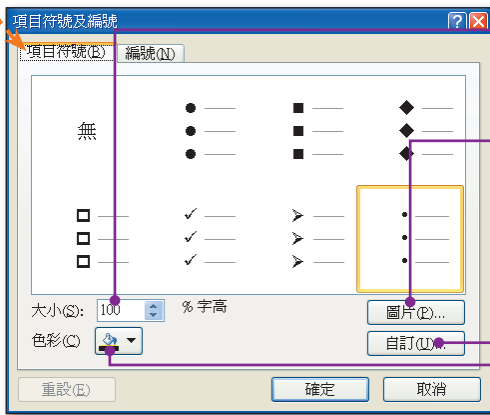 項目符號及編號
項目符號(B) 編號(N)
無
大小(S): 100 % 字高
圖片(P)...
色彩(C)
自訂(U)...
重設(E) 確定 取消